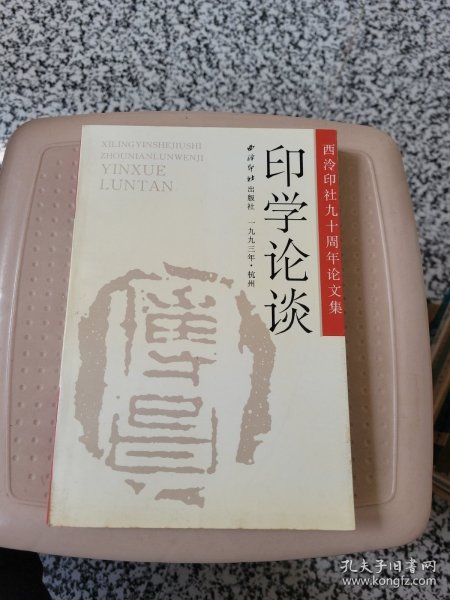 西泠印社九十周年论文集
印学论谈
西泠印社出版社 一九九三年·杭州
XILINGYINSHEJIUSHI
ZHOUNIANLUNWENJI
YINXUE
LUNTAN
孔夫子旧书网
www.kongfz.com